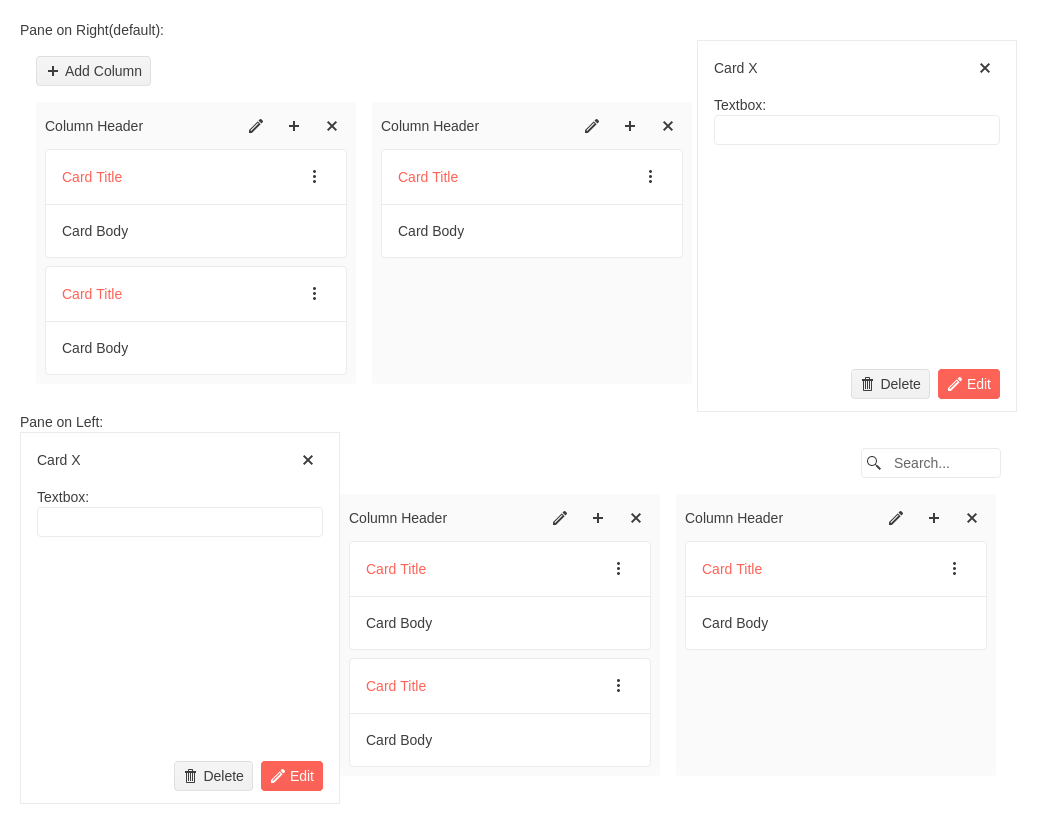 Pane on Right(default):
Add Column
Column Header
Card Title
Card Body
Card Title
Card Body
Column Header
Card Title
Card Body
Card X
Textbox:
Delete
Edit
Pane on Left:
Card X
Textbox:
Delete
Edit
Search...
Column Header
Card Title
Card Body
Card Title
Card Body
Column Header
Card Title
Card Body